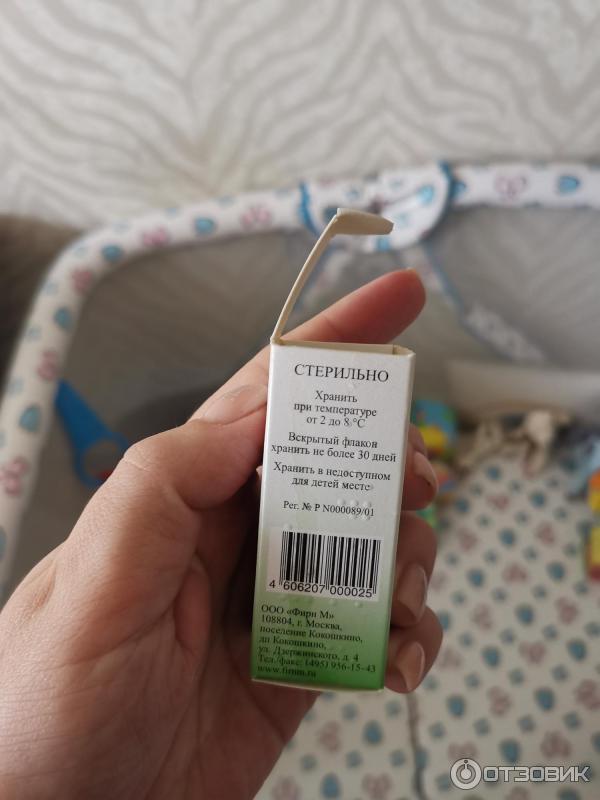 СТЕРИЛЬНО
Хранить
при температуре
от 2 до 8 °С
Вскрытый флакон
хранить не более 30 дней
Хранить в недоступном
для детей месте
Рег. № Р N000089/01
4 606207 000025
ООО «Фирн М»
108804, г. Москва,
поселение Кокошкино,
дп Кокошкино,
ул. Дзержинского, д. 4
Тел./факс: (495) 956-15-43
www.firnm.ru
ОТЗОВИК